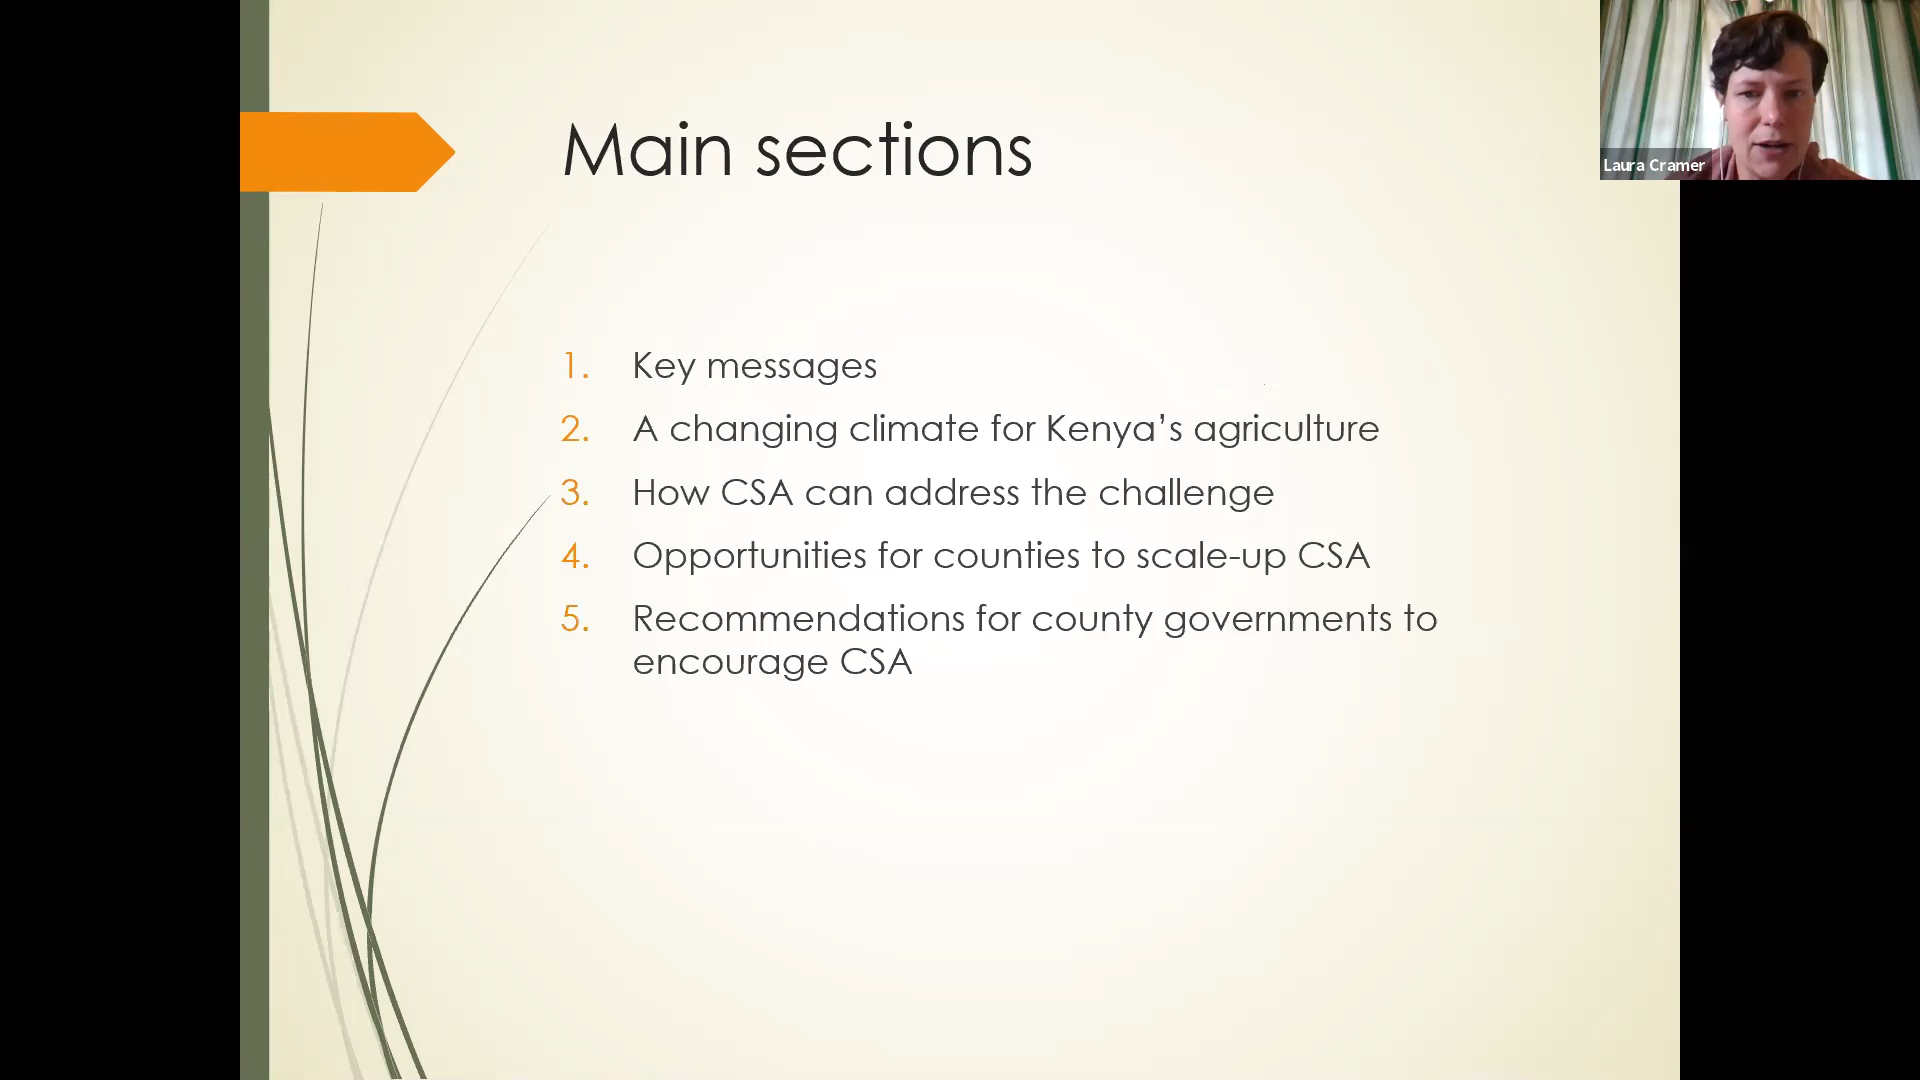 Main sections
Laura Cramer
1. Key messages
2. A changing climate for Kenya’s agriculture
3. How CSA can address the challenge
4. Opportunities for counties to scale-up CSA
5. Recommendations for county governments to
encourage CSA